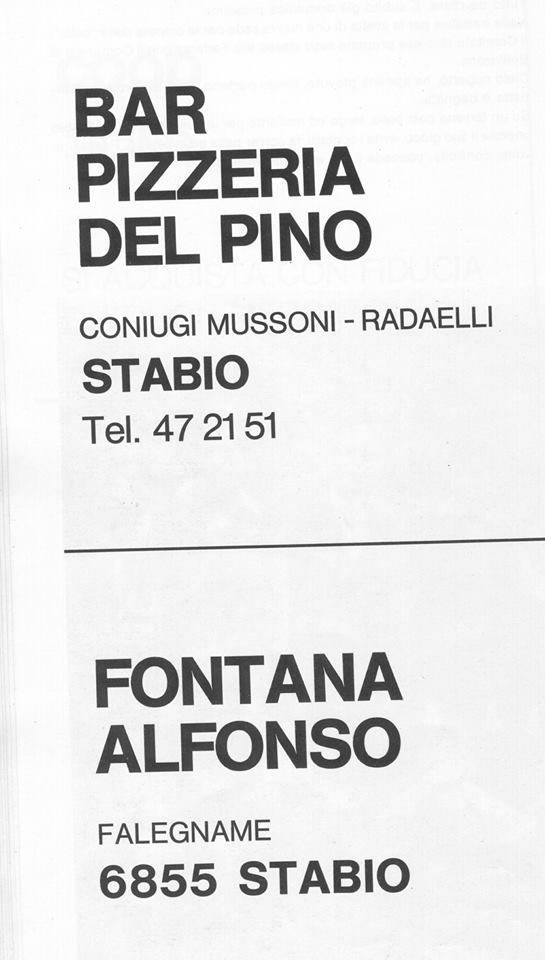 BAR
PIZZERIA
DEL PINO
CONIUGI MUSSONI - RADAELLI
STABIO
Tel. 47 21 51
FONTANA
ALFONSO
FALEGNAME
6855 STABIO